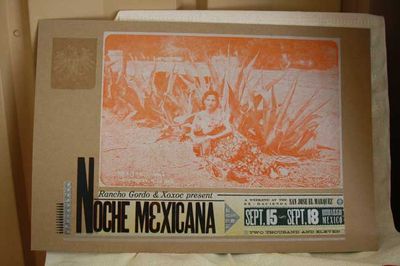 Rancho Gordo & Xoxoc present
NOCHE MEXICANA
A WEEKEND AT THE
EX-HACIENDA
SAN JOSE EL MARQUEZ
SEPT. 15 — SEPT. 18
MEXICO
TWO THOUSAND AND ELEVEN